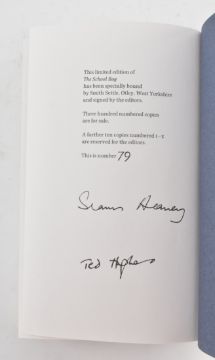 This limited edition of
The School Bag
has been specially bound
by Smith Settle, Otley, West Yorkshire
and signed by the editors.
Three hundred numbered copies
are for sale.
A further ten copies numbered i–x
are reserved for the editors.
This is number 79
Seamus Heaney
Ted Hughes